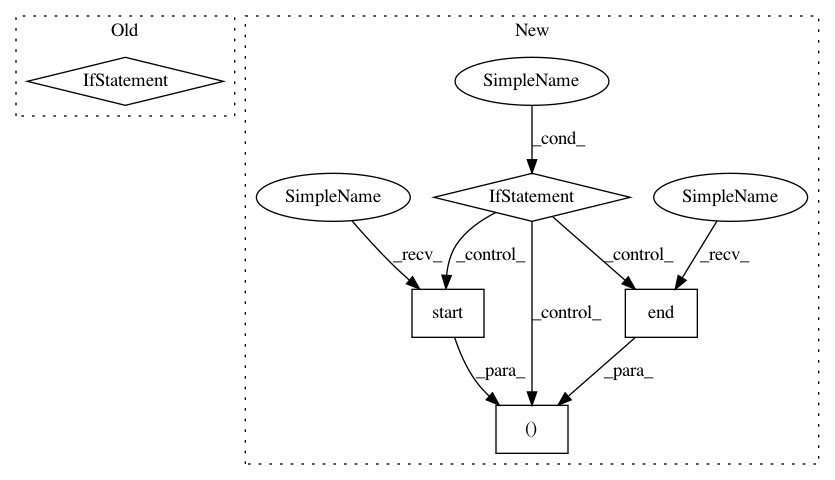 Old
New
IfStatement
SimpleName
_cond_
SimpleName
IfStatement
SimpleName
_recv_
_control_
_control_
_recv_
start
_control_
end
_para_
_para_
()